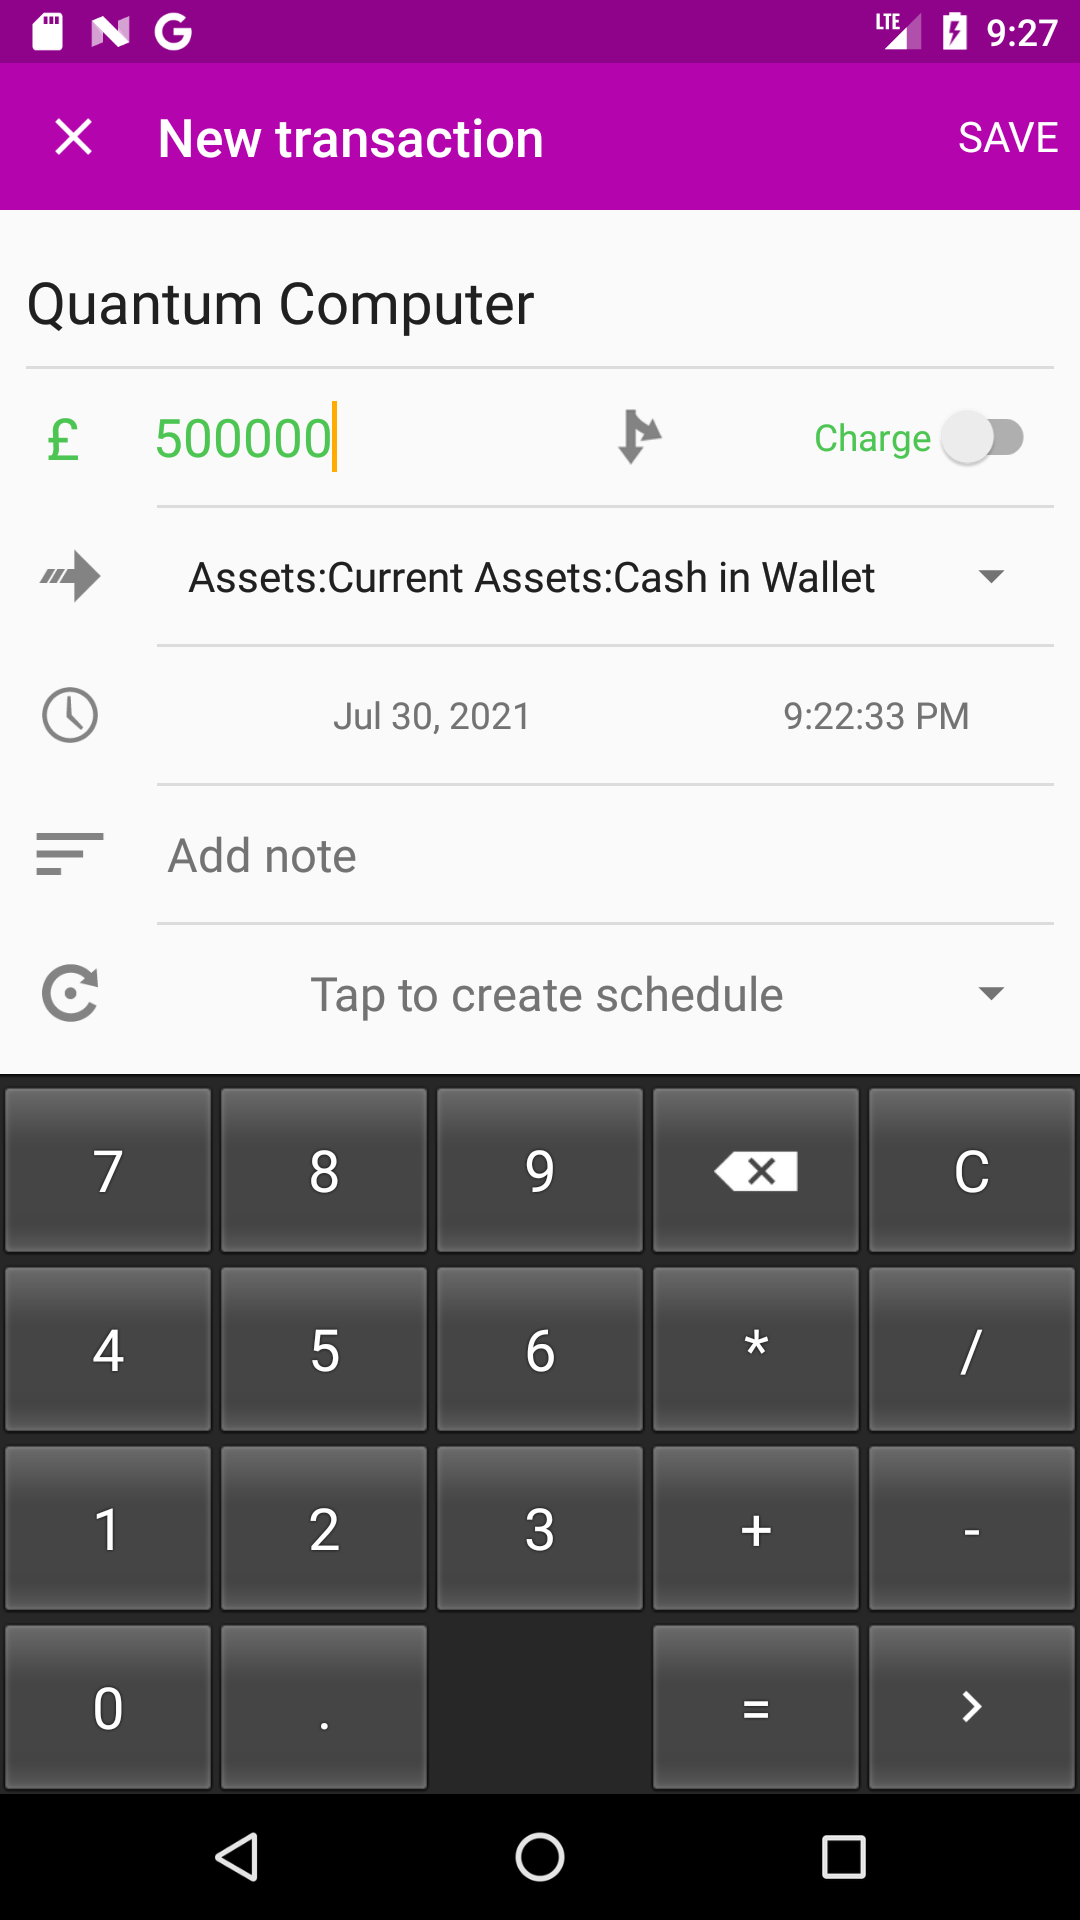 LTE 9:27
New transaction SAVE
Quantum Computer
£ 500000 Charge
Assets:Current Assets:Cash in Wallet
Jul 30, 2021 9:22:33 PM
Add note
Tap to create schedule
7 8 9 C
4 5 6 * /
1 2 3 + -
0 . =